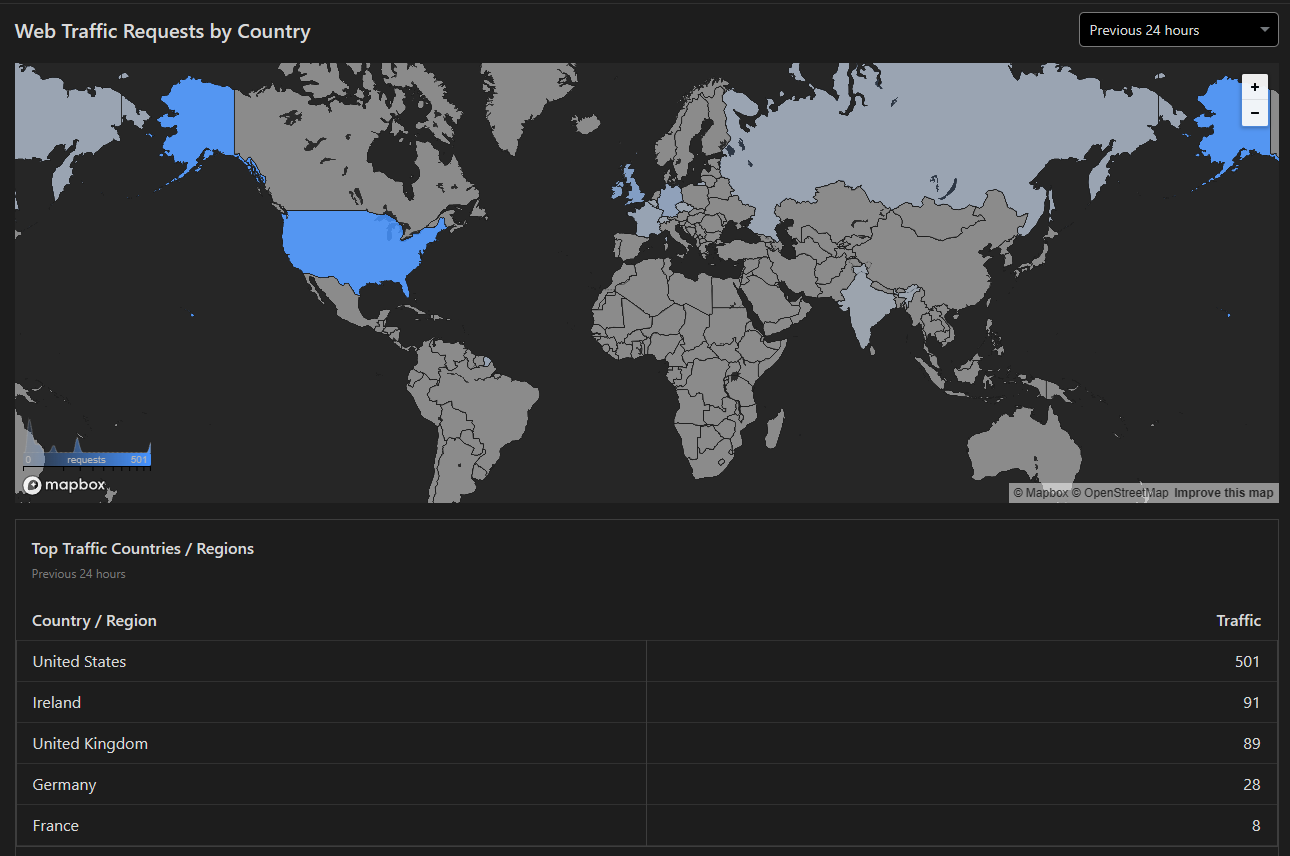 Web Traffic Requests by Country
Previous 24 hours
+
−
0 requests 501
mapbox
© Mapbox © OpenStreetMap Improve this map
Top Traffic Countries / Regions
Previous 24 hours
Country / Region Traffic
United States 501
Ireland 91
United Kingdom 89
Germany 28
France 8